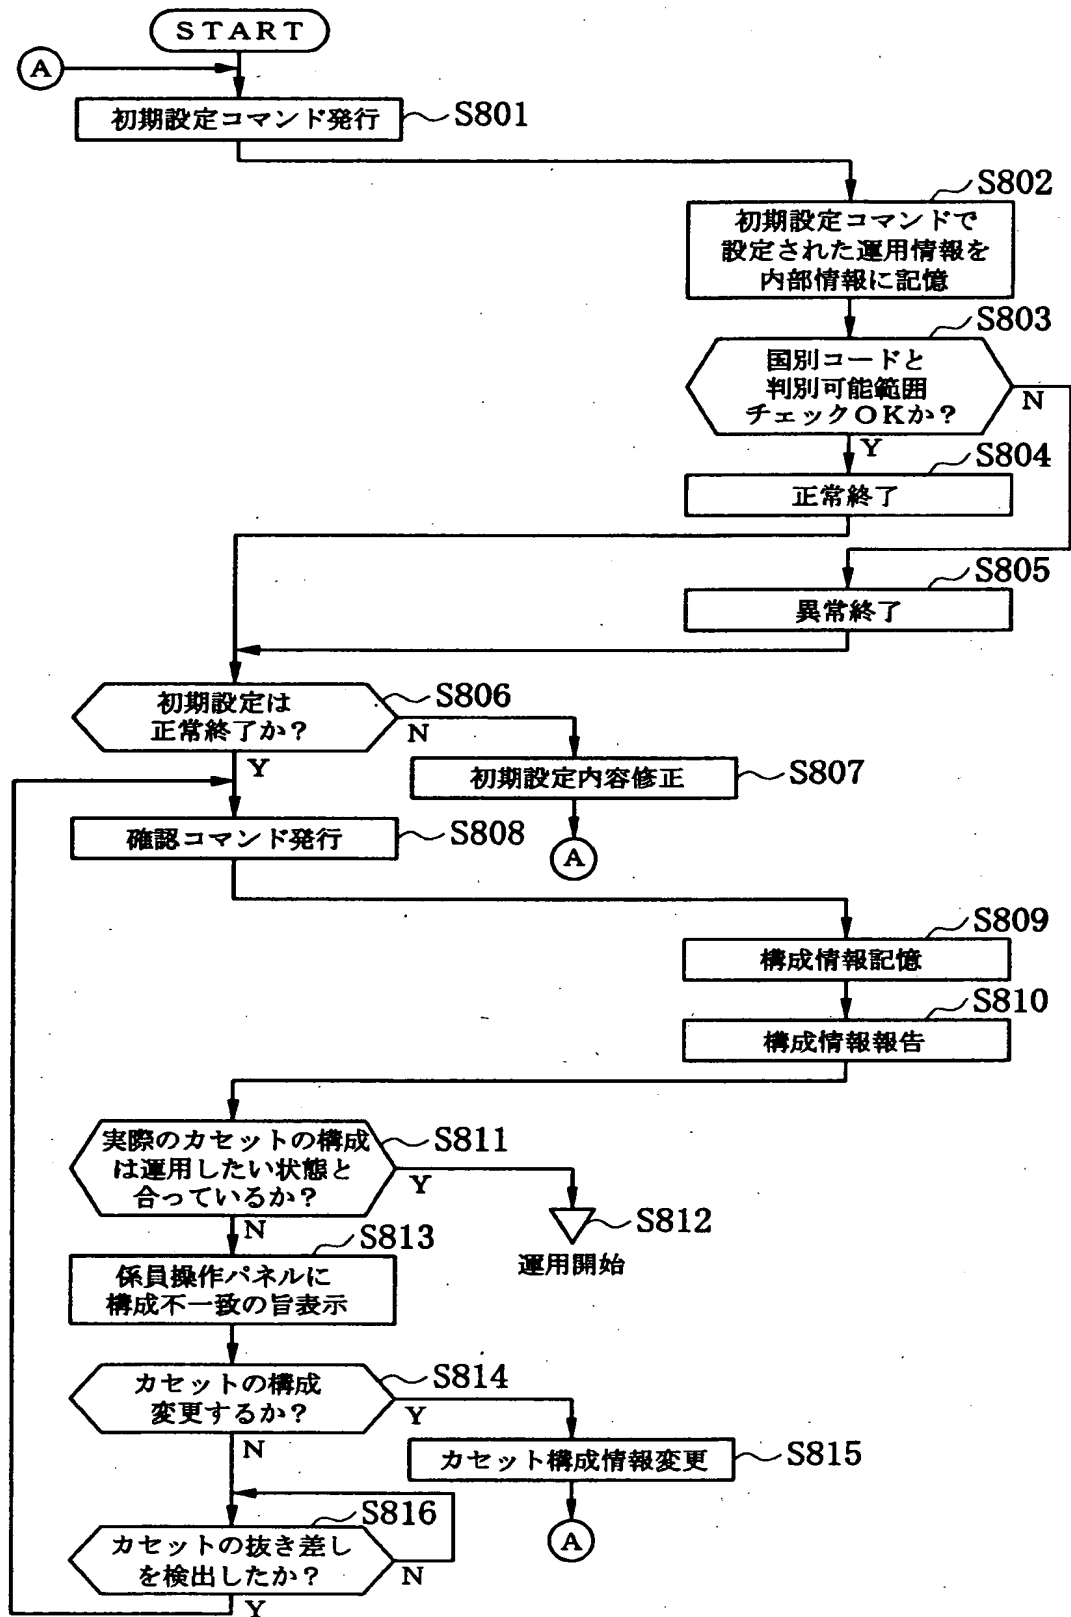 START
A
初期設定コマンド発行
S801
S802
初期設定コマンドで
設定された運用情報を
内部情報に記憶
S803
国別コードと
判別可能範囲
チェックOKか?
N
Y
S804
正常終了
S805
異常終了
初期設定は
正常終了か?
S806
N
Y
初期設定内容修正
S807
確認コマンド発行
S808
A
S809
構成情報記憶
S810
構成情報報告
実際のカセットの構成
は運用したい状態と
合っているか?
S811
Y
N
S812
運用開始
S813
係員操作パネルに
構成不一致の旨表示
カセットの構成
変更するか?
S814
Y
N
カセット構成情報変更
S815
S816
A
カセットの抜き差し
を検出したか?
N
Y